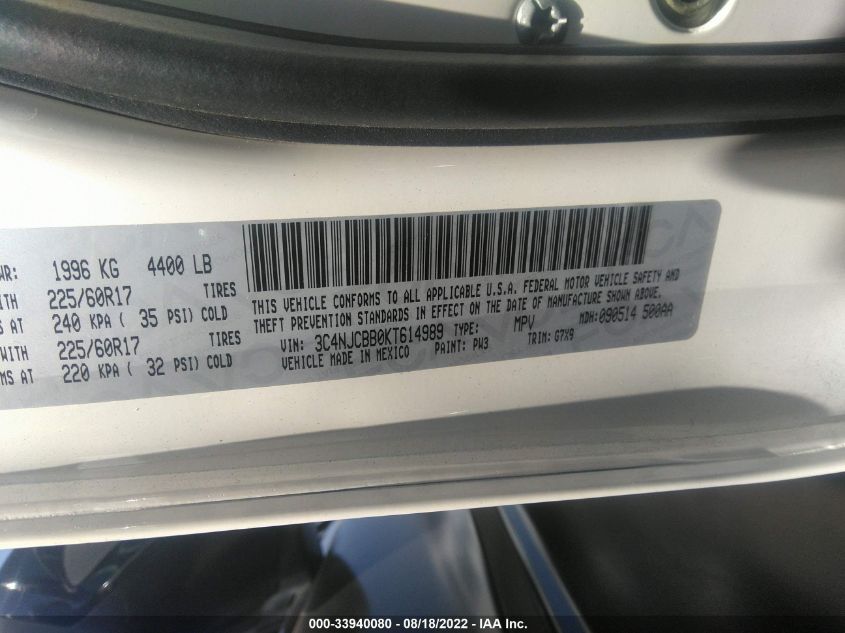 WR: 1996 KG 4400 LB
WITH 225/60R17 TIRES
MS AT 240 KPA ( 35 PSI) COLD
WITH 225/60R17 TIRES
MS AT 220 KPA ( 32 PSI) COLD
THIS VEHICLE CONFORMS TO ALL APPLICABLE U.S.A. FEDERAL MOTOR VEHICLE SAFETY AND
THEFT PREVENTION STANDARDS IN EFFECT ON THE DATE OF MANUFACTURE SHOWN ABOVE.
VIN: 3C4NJCBB0KT614989 TYPE: MPV MDH: 090514 500AA
VEHICLE MADE IN MEXICO PAINT: PW3 TRIM: G7X9
000-33940080 - 08/18/2022 - IAA Inc.